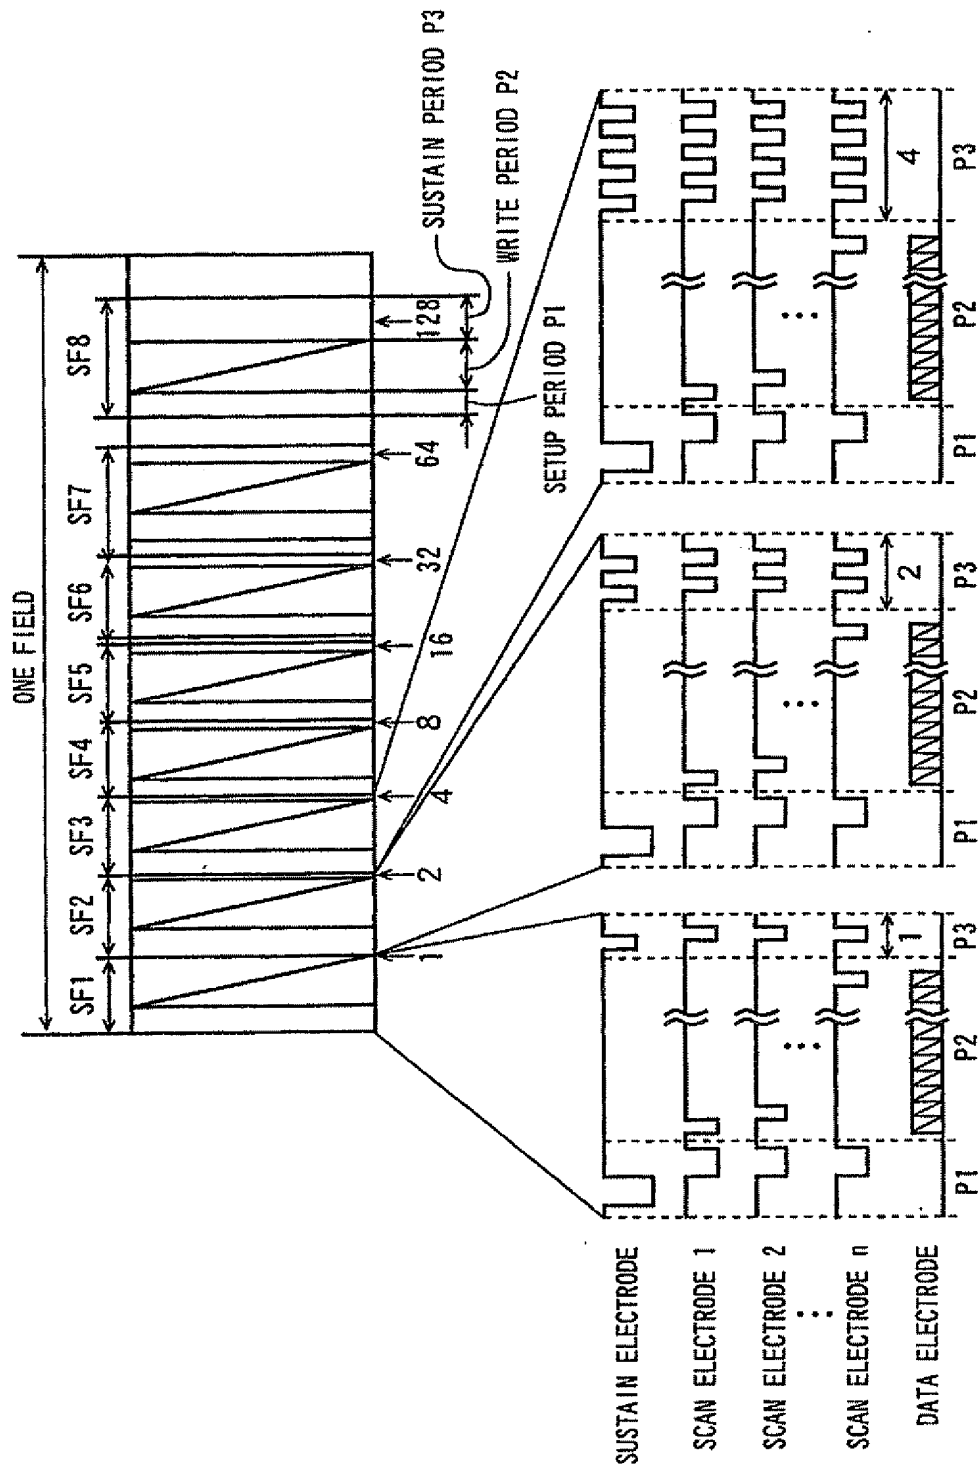 ONE FIELD
SF1
SF2
SF3
SF4
SF5
SF6
SF7
SF8
1
2
4
8
16
32
64
128
SUSTAIN PERIOD P3
WRITE PERIOD P2
SETUP PERIOD P1
SUSTAIN ELECTRODE
SCAN ELECTRODE 1
SCAN ELECTRODE 2
SCAN ELECTRODE n
DATA ELECTRODE
1
2
4
P1
P2
P3
P1
P2
P3
P1
P2
P3